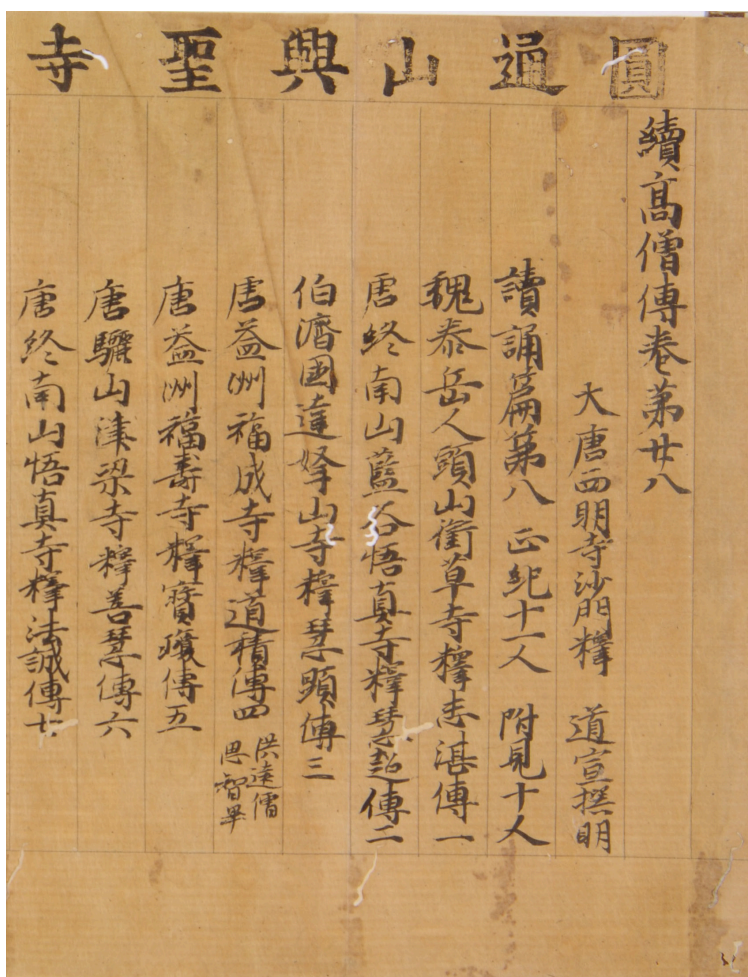 圓通山興聖寺
續高僧傳卷第廿八
大唐西明寺沙門釋 道宣撰明
讀誦篇第八 正紀十一人 附見十人
魏泰岳人頭山銜草寺釋志湛傳一
唐終南山藍谷悟真寺釋慧超傳二
伯濟國達拏山寺釋慧顕傳三
唐益州福成寺釋道積傳四
洪遠儒
思智畢
唐益州福壽寺釋寶瓊傳五
唐驪山津梁寺釋善慧傳六
唐終南山悟真寺釋法誠傳七